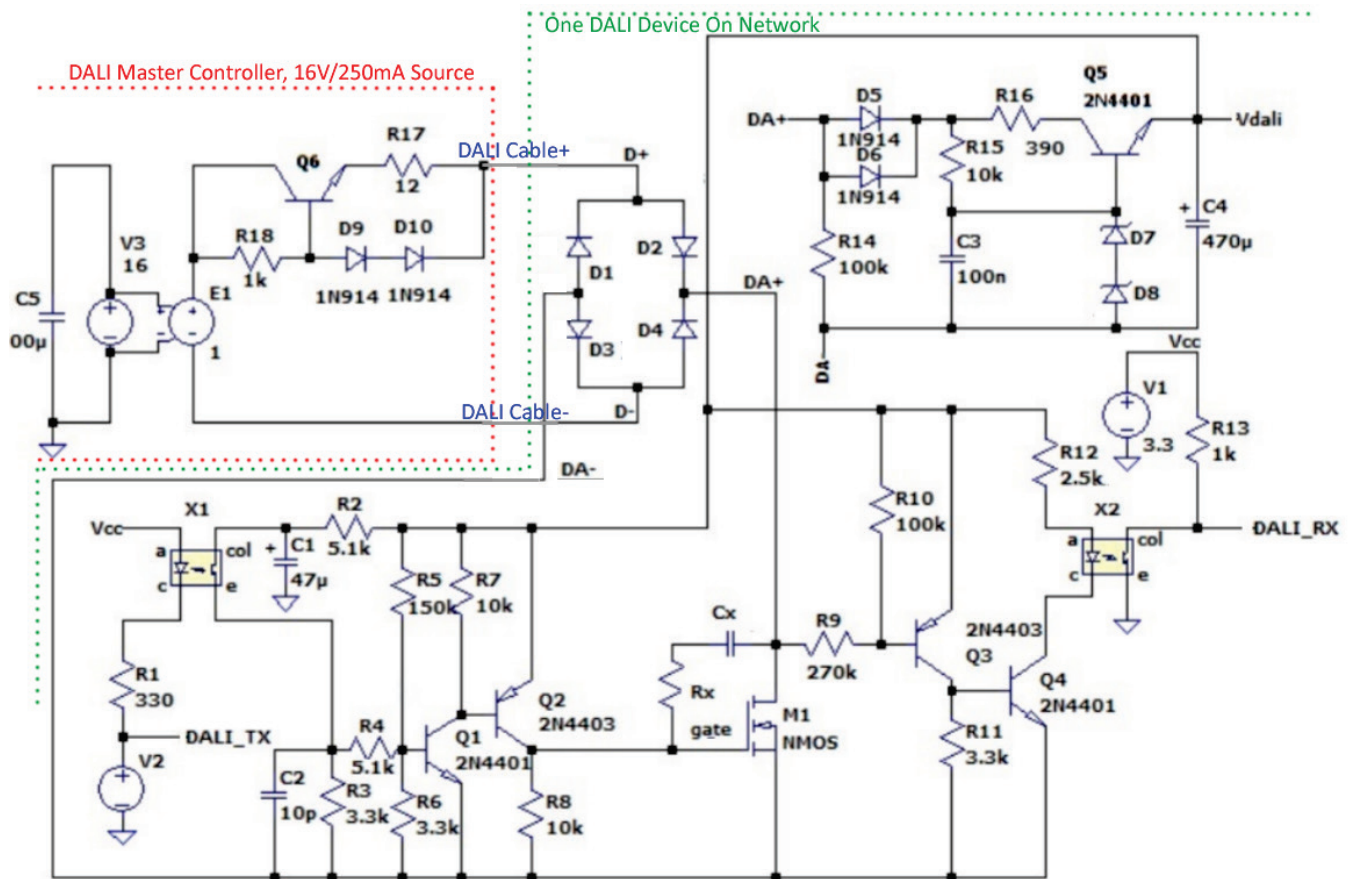 One DALI Device On Network
DALI Master Controller, 16V/250mA Source
Q5
2N4401
D5
R16
DA+
1N914
390
Vdali
D6
1N914
R15
10k
R17
12
DALI Cable+
D+
Q6
R18
1k
D9
D10
1N914
1N914
V3
16
C5
00µ
E1
1
D1
D2
D3
D4
DA+
R14
100k
C3
100n
D7
D8
+
C4
470µ
DA
DALI Cable-
D-
DA-
Vcc
V1
3.3
R13
1k
R12
2.5k
R10
100k
X1
Vcc
a
col
c
e
+
C1
47µ
R2
5.1k
R5
150k
R7
10k
X2
a
col
c
e
DALI_RX
R1
330
DALI_TX
V2
C2
10p
R3
3.3k
R4
5.1k
R6
3.3k
Q1
2N4401
Q2
2N4403
R8
10k
Cx
Rx
gate
M1
NMOS
R9
270k
2N4403
Q3
Q4
2N4401
R11
3.3k